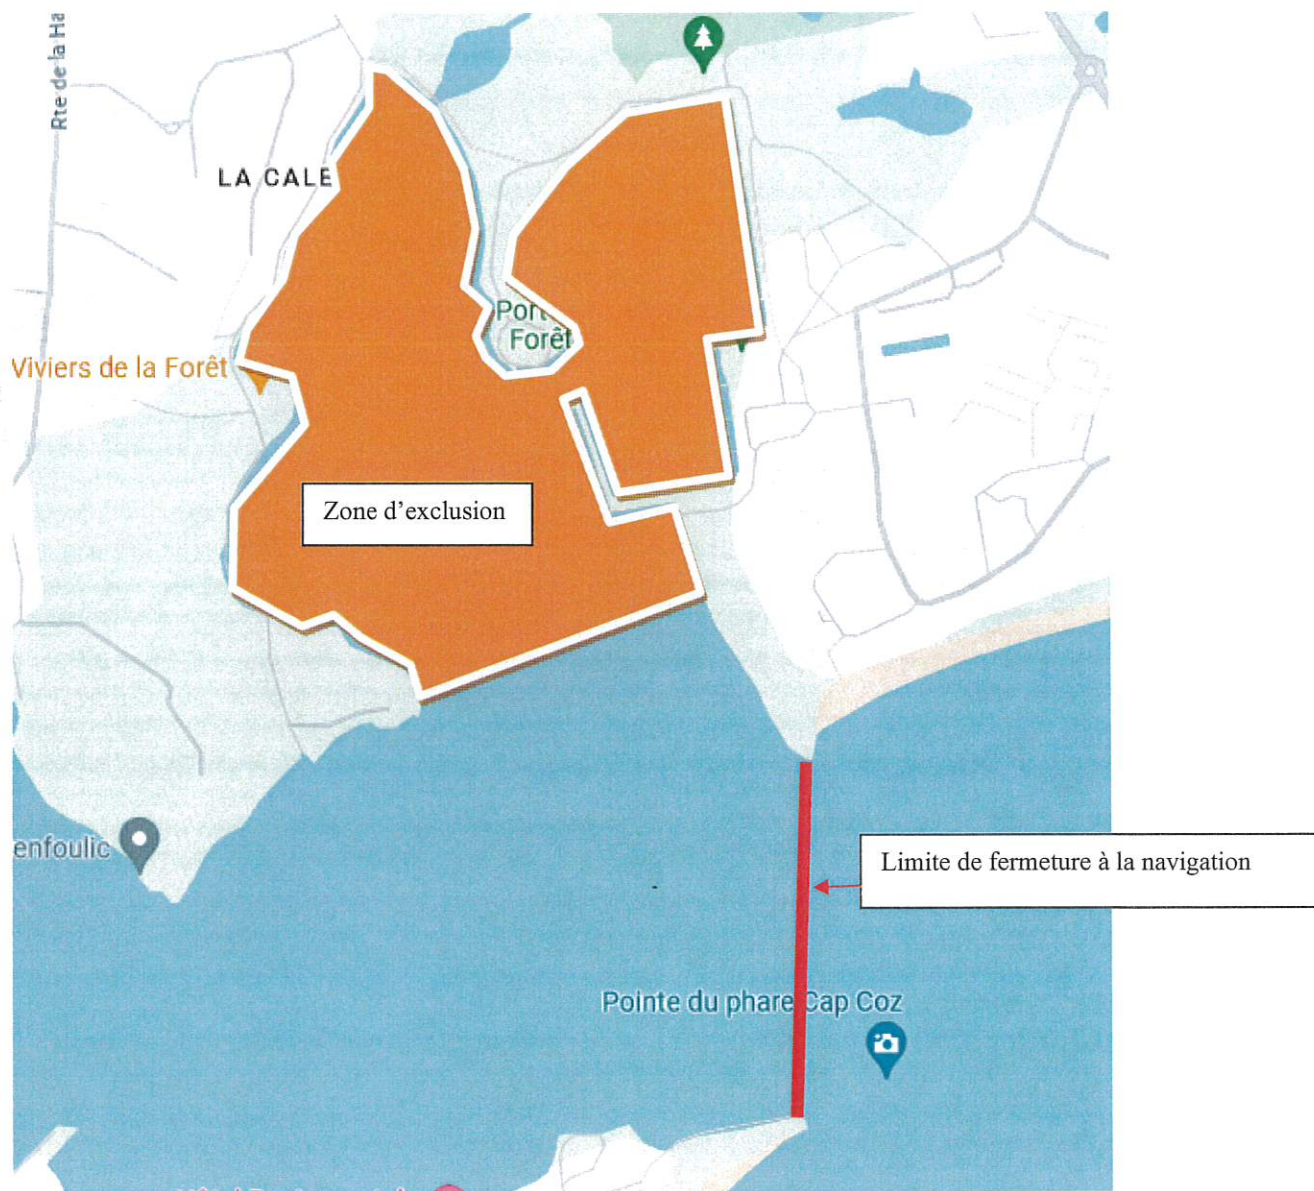 Rte de la Ha
LA CALE
Port
Forêt
Viviers de la Forêt
Zone d'exclusion
enfoulic
Limite de fermeture à la navigation
Pointe du phare Cap Coz